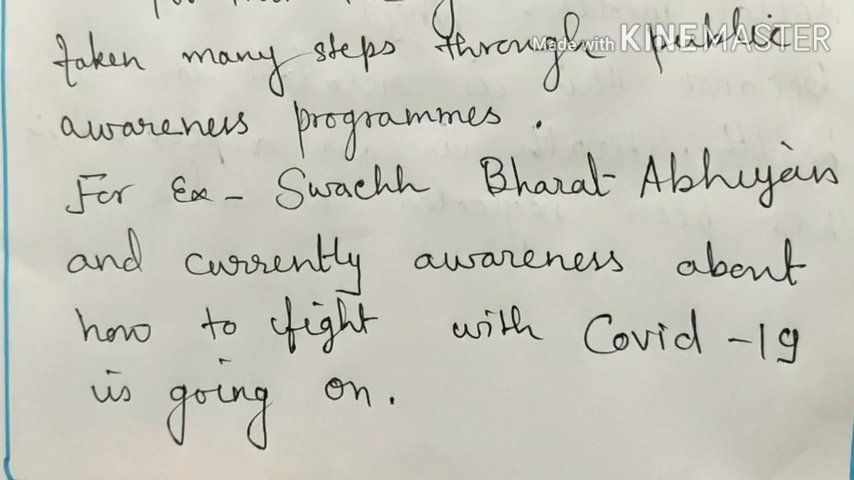 taken many steps through public
Made with KINEMASTER
awareness programmes.
For Ex - Swachh Bharat Abhiyan
and currently awareness about
how to fight with Covid-19
is going on.